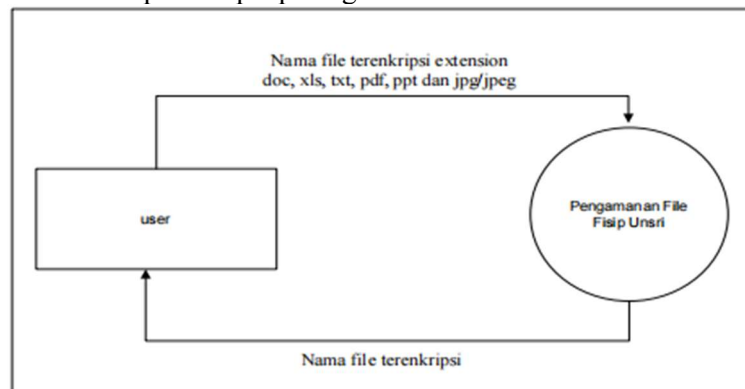 Nama file terenkripsi extension
doc, xls, txt, pdf, ppt dan jpg/jpeg
user
Pengamanan File
Fisip Unsri
Nama file terenkripsi